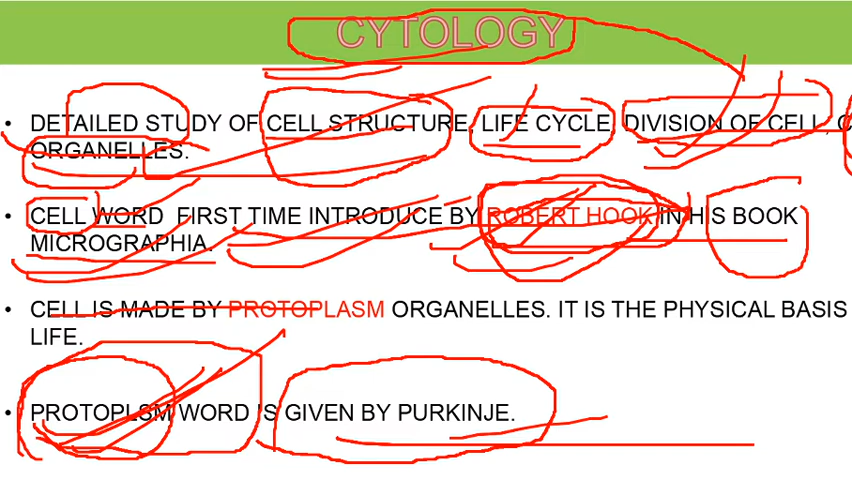 CYTOLOGY
• DETAILED STUDY OF CELL STRUCTURE, LIFE CYCLE, DIVISION OF CELL, C
ORGANELLES.
• CELL WORD FIRST TIME INTRODUCE BY ROBERT HOOK IN HIS BOOK
MICROGRAPHIA.
• CELL IS MADE BY PROTOPLASM ORGANELLES. IT IS THE PHYSICAL BASIS
LIFE.
• PROTOPLSM WORD IS GIVEN BY PURKINJE.